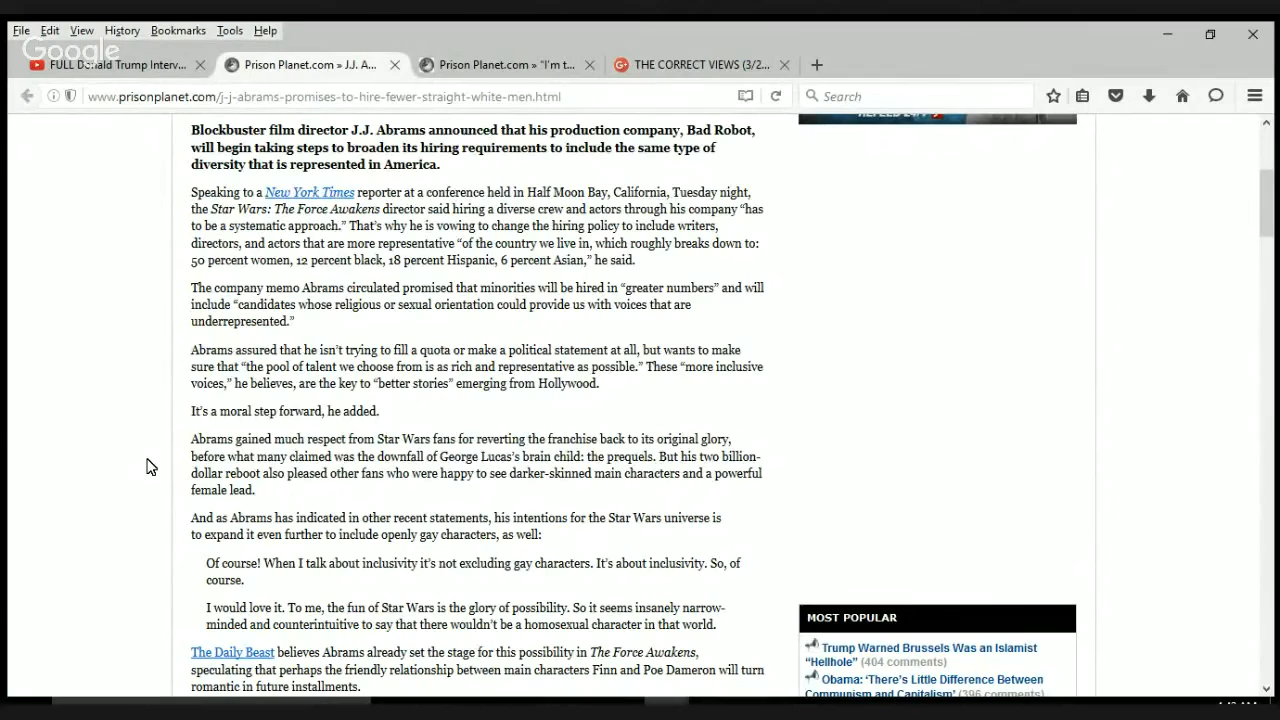 File Edit View History Bookmarks Tools Help
Google
FULL Donald Trump Interv... Prison Planet.com » J.J. A... Prison Planet.com » "I'm t... THE CORRECT VIEWS (3/2...
www.prisonplanet.com/j-j-abrams-promises-to-hire-fewer-straight-white-men.html Search
Blockbuster film director J.J. Abrams announced that his production company, Bad Robot,
will begin taking steps to broaden its hiring requirements to include the same type of
diversity that is represented in America.
Speaking to a New York Times reporter at a conference held in Half Moon Bay, California, Tuesday night,
the Star Wars: The Force Awakens director said hiring a diverse crew and actors through his company “has
to be a systematic approach.” That’s why he is vowing to change the hiring policy to include writers,
directors, and actors that are more representative “of the country we live in, which roughly breaks down to:
50 percent women, 12 percent black, 18 percent Hispanic, 6 percent Asian,” he said.
The company memo Abrams circulated promised that minorities will be hired in “greater numbers” and will
include “candidates whose religious or sexual orientation could provide us with voices that are
underrepresented.”
Abrams assured that he isn’t trying to fill a quota or make a political statement at all, but wants to make
sure that “the pool of talent we choose from is as rich and representative as possible.” These “more inclusive
voices,” he believes, are the key to “better stories” emerging from Hollywood.
It’s a moral step forward, he added.
Abrams gained much respect from Star Wars fans for reverting the franchise back to its original glory,
before what many claimed was the downfall of George Lucas’s brain child: the prequels. But his two billion-
dollar reboot also pleased other fans who were happy to see darker-skinned main characters and a powerful
female lead.
And as Abrams has indicated in other recent statements, his intentions for the Star Wars universe is
to expand it even further to include openly gay characters, as well:
Of course! When I talk about inclusivity it’s not excluding gay characters. It’s about inclusivity. So, of
course.
I would love it. To me, the fun of Star Wars is the glory of possibility. So it seems insanely narrow-
minded and counterintuitive to say that there wouldn’t be a homosexual character in that world.
The Daily Beast believes Abrams already set the stage for this possibility in The Force Awakens,
speculating that perhaps the friendly relationship between main characters Finn and Poe Dameron will turn
romantic in future installments.
MOST POPULAR
Trump Warned Brussels Was an Islamist
“Hellhole” (404 comments)
Obama: ‘There’s Little Difference Between
Communism and Capitalism’ (396 comments)